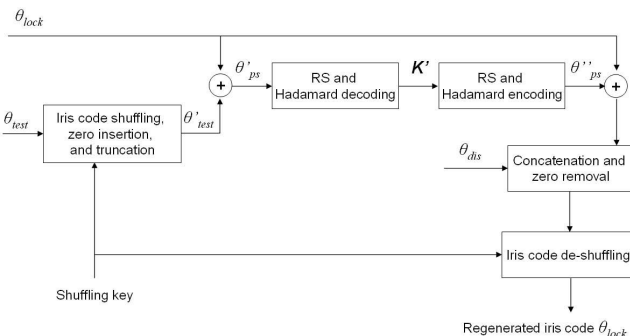 θlock
θ'ps
RS and
Hadamard decoding
K'
RS and
Hadamard encoding
θ''ps
+
+
θtest
Iris code shuffling,
zero insertion,
and truncation
θ'test
θdis
Concatenation and
zero removal
Iris code de-shuffling
Shuffling key
Regenerated iris code θlock